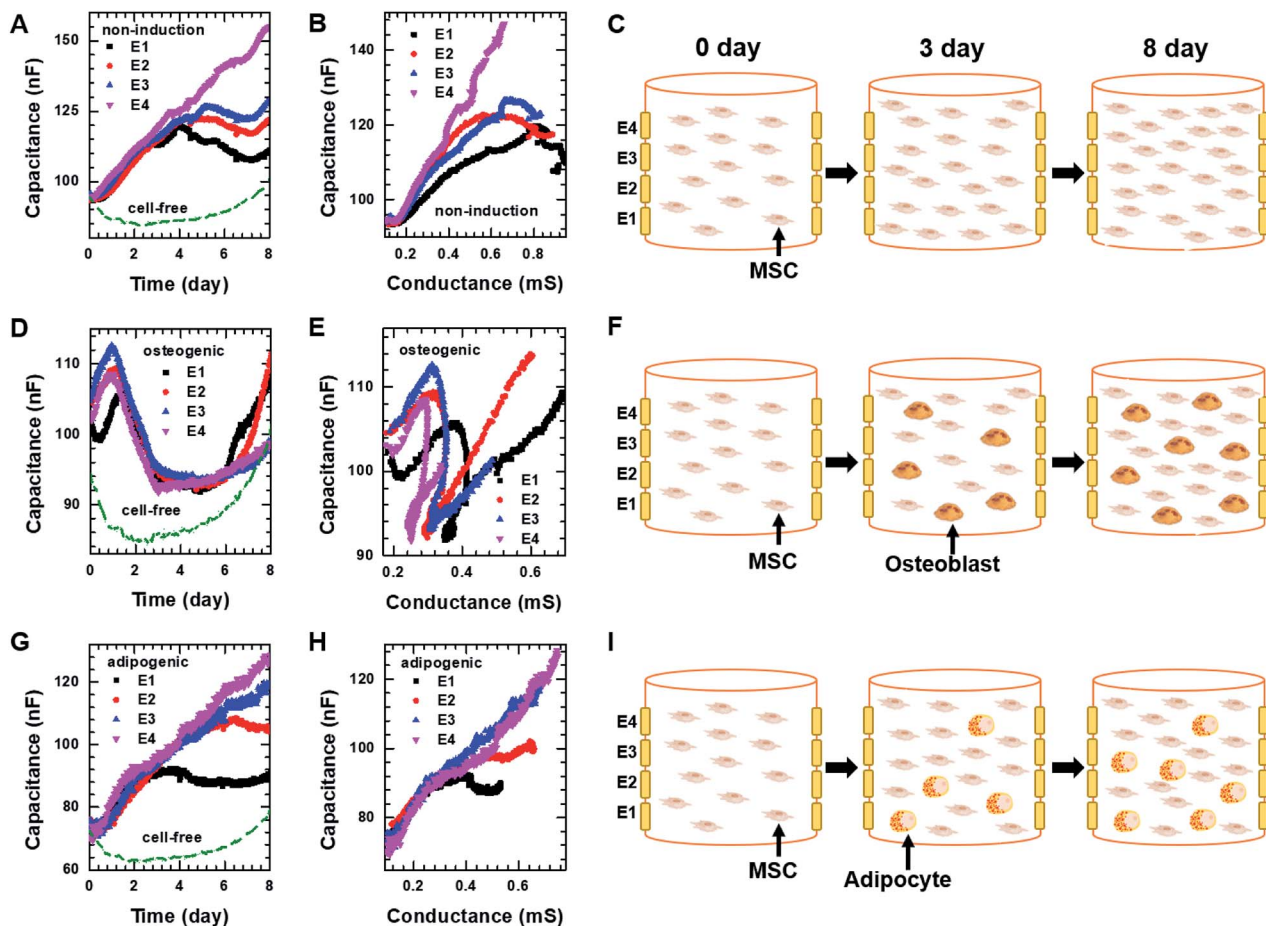 A
non-induction
E1
E2
E3
E4
cell-free
150
125
100
Capacitance (nF)
0 2 4 6 8
Time (day)
B
E1
E2
E3
E4
non-induction
140
120
100
Capacitance (nF)
0.2 0.4 0.6 0.8
Conductance (mS)
C
0 day 3 day 8 day
E4
E3
E2
E1
MSC
D
osteogenic
E1
E2
E3
E4
cell-free
110
100
90
Capacitance (nF)
0 2 4 6 8
Time (day)
E
osteogenic
E1
E2
E3
E4
110
100
90
Capacitance (nF)
0.2 0.4 0.6
Conductance (mS)
F
E4
E3
E2
E1
MSC
Osteoblast
G
adipogenic
E1
E2
E3
E4
cell-free
120
100
80
60
Capacitance (nF)
0 2 4 6 8
Time (day)
H
adipogenic
E1
E2
E3
E4
120
100
80
Capacitance (nF)
0.2 0.4 0.6
Conductance (mS)
I
E4
E3
E2
E1
MSC
Adipocyte